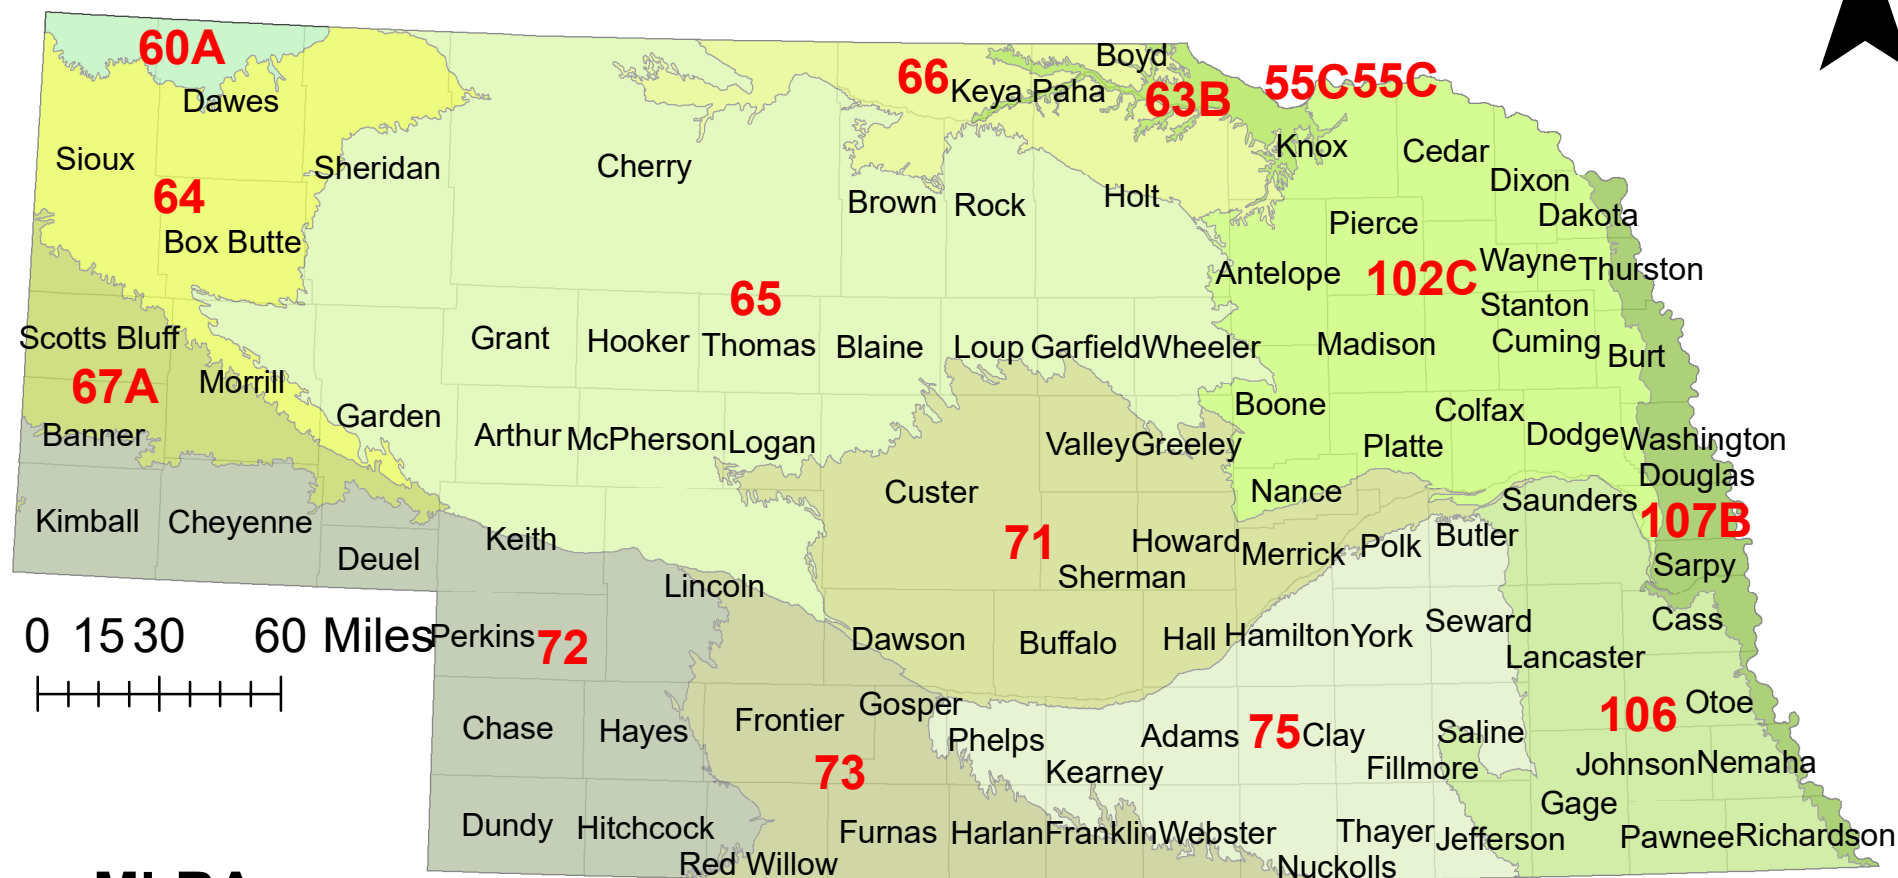 60A
Dawes
Sioux
64
Sheridan
Box Butte
Cherry
66
Keya Paha
Boyd
63B
55C
55C
Knox
Cedar
Dixon
Dakota
Brown
Rock
Holt
Pierce
Antelope
102C
Wayne
Thurston
Stanton
65
Scotts Bluff
67A
Morrill
Banner
Garden
Grant
Hooker
Thomas
Blaine
Loup
Garfield
Wheeler
Madison
Cuming
Burt
Arthur
McPherson
Logan
Valley
Greeley
Boone
Colfax
Platte
Dodge
Washington
Douglas
Custer
Nance
Saunders
107B
Kimball
Cheyenne
Deuel
Keith
Lincoln
71
Howard
Sherman
Merrick
Polk
Butler
Sarpy
0 15 30 60 Miles
Perkins
72
Dawson
Buffalo
Hall
Hamilton
York
Seward
Cass
Lancaster
Chase
Hayes
Frontier
Gosper
73
Phelps
Kearney
Adams
75
Clay
Fillmore
Saline
106
Otoe
Johnson
Nemaha
Gage
Dundy
Hitchcock
Red Willow
Furnas
Harlan
Franklin
Webster
Nuckolls
Thayer
Jefferson
Pawnee
Richardson
MLRA